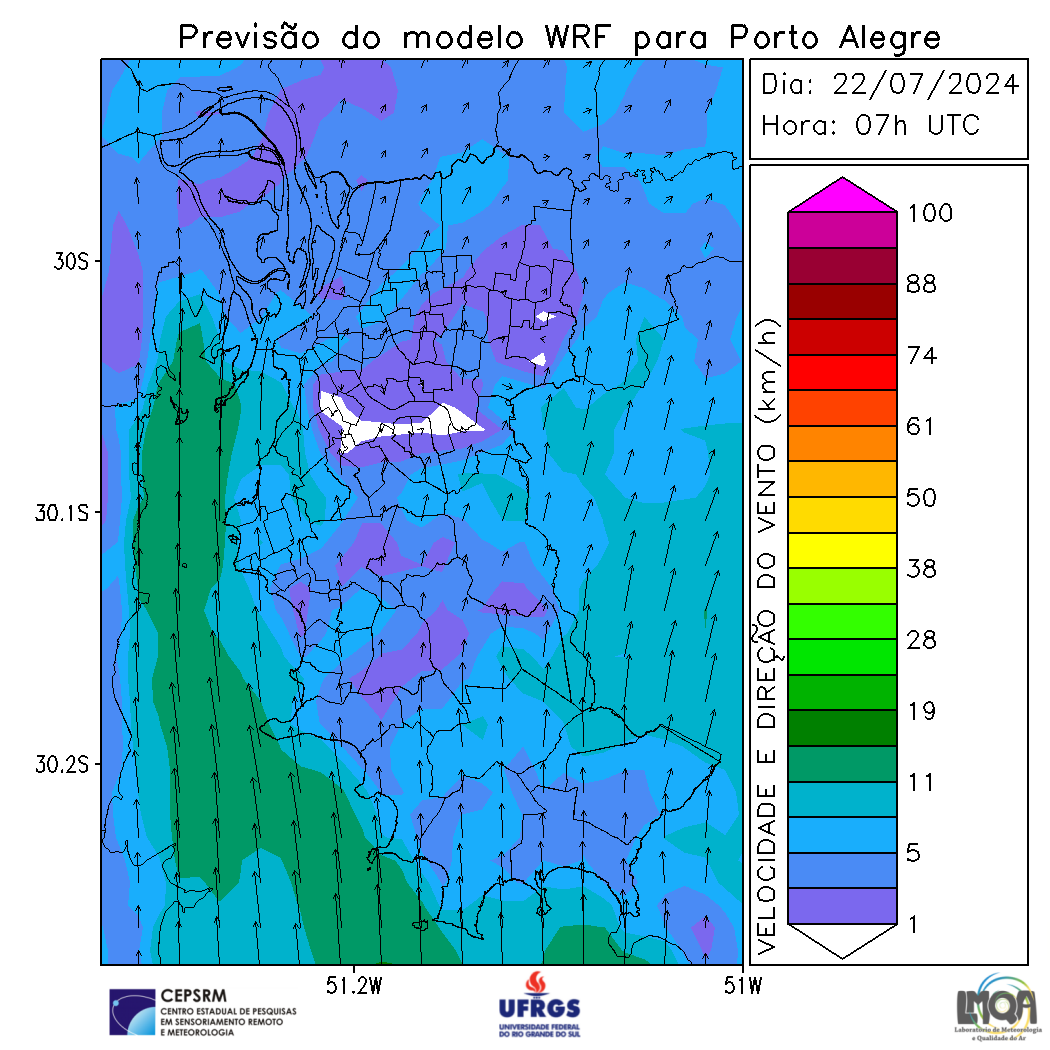 Previsão do modelo WRF para Porto Alegre
Dia: 22/07/2024
Hora: 07h UTC
30S
30.1S
30.2S
51.2W
51W
VELOCIDADE E DIREÇÃO DO VENTO (km/h)
100
88
74
61
50
38
28
19
11
5
1
CEPSRM
CENTRO ESTADUAL DE PESQUISAS
EM SENSORIAMENTO REMOTO
E METEOROLOGIA
UFRGS
UNIVERSIDADE FEDERAL
DO RIO GRANDE DO SUL
LMQA
Laboratório de Meteorologia
e Qualidade do Ar